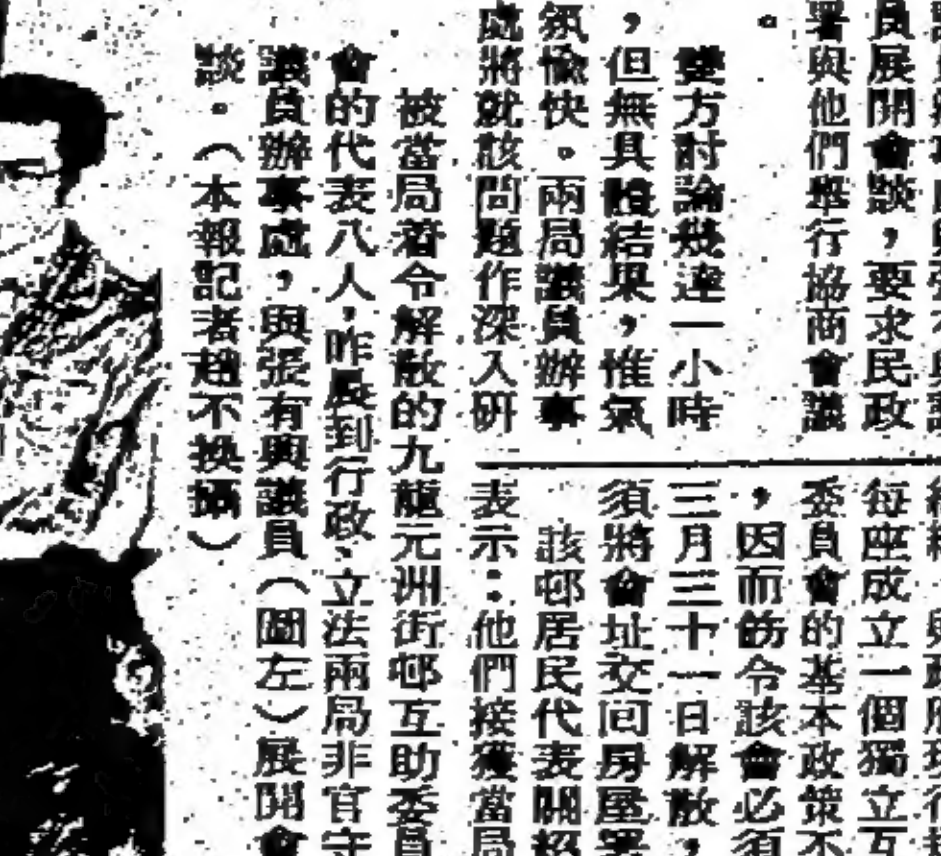 員展開會談，要求民政
署與他們舉行協商會議
。
雙方討論幾達一小時
，但無具體結果，惟氣
氛愉快。兩局議員辦事
處將就該問題作深入研
每座成立一個獨立互
委員會的基本政策不
，因而飭令該會必須
三月三十一日解散，
須將會址交回房屋署
該邨居民代表關招
表示：他們接獲當局
被當局着令解散的九龍元洲街邨互助委員
會的代表八人，昨晨到行政、立法兩局非官守
議員辦事處，與張有興議員（圖左）展開會
談。（本報記者趙不換攝）